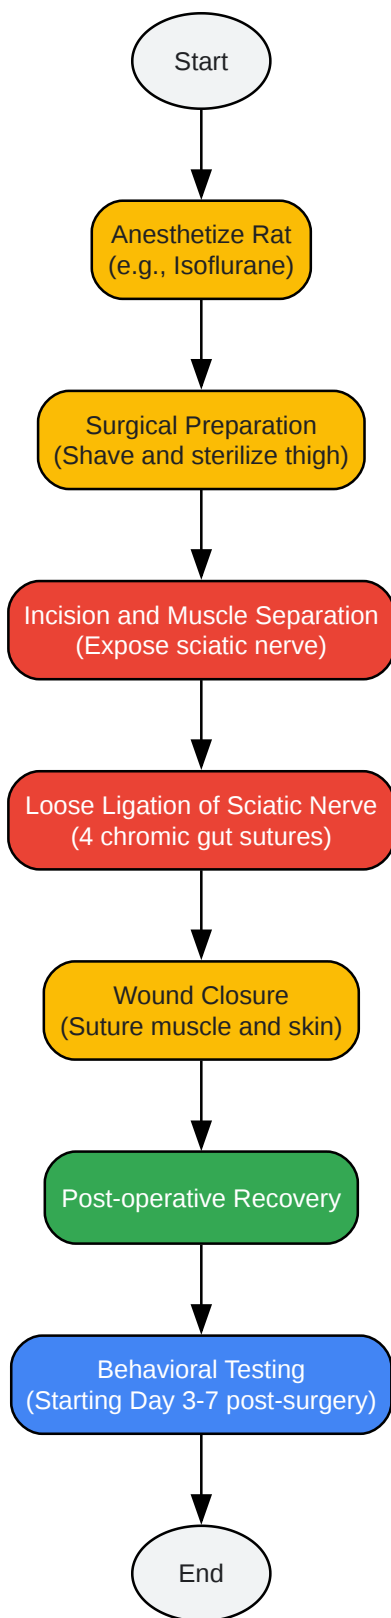 Start
Anesthetize Rat
(e.g., Isoflurane)
Surgical Preparation
(Shave and sterilize thigh)
Incision and Muscle Separation
(Expose sciatic nerve)
Loose Ligation of Sciatic Nerve
(4 chromic gut sutures)
Wound Closure
(Suture muscle and skin)
Post-operative Recovery
Behavioral Testing
(Starting Day 3-7 post-surgery)
End